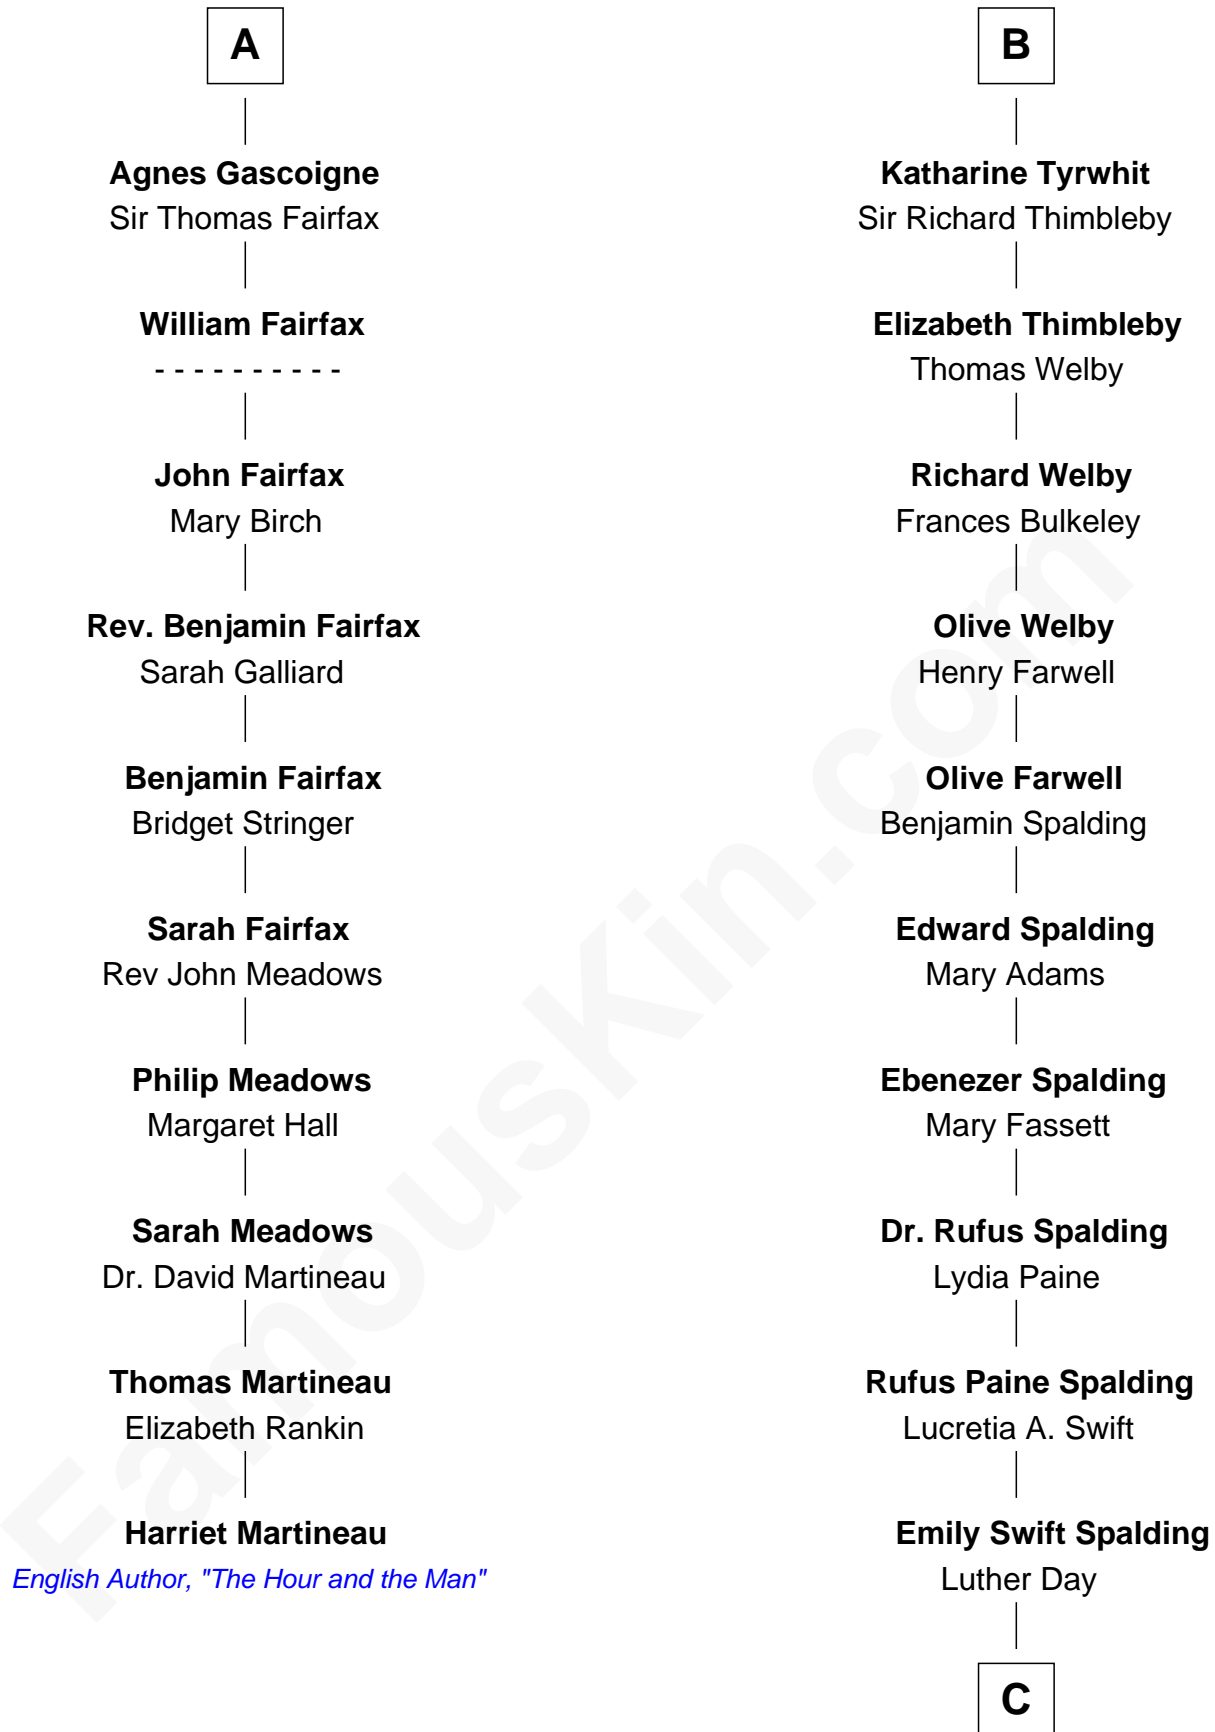 A
Agnes Gascoigne
Sir Thomas Fairfax
William Fairfax
- - - - - - - - - -
John Fairfax
Mary Birch
Rev. Benjamin Fairfax
Sarah Galliard
Benjamin Fairfax
Bridget Stringer
Sarah Fairfax
Rev John Meadows
Philip Meadows
Margaret Hall
Sarah Meadows
Dr. David Martineau
Thomas Martineau
Elizabeth Rankin
Harriet Martineau
English Author, "The Hour and the Man"
B
Katharine Tyrwhit
Sir Richard Thimbleby
Elizabeth Thimbleby
Thomas Welby
Richard Welby
Frances Bulkeley
Olive Welby
Henry Farwell
Olive Farwell
Benjamin Spalding
Edward Spalding
Mary Adams
Ebenezer Spalding
Mary Fassett
Dr. Rufus Spalding
Lydia Paine
Rufus Paine Spalding
Lucretia A. Swift
Emily Swift Spalding
Luther Day
C
FamousKin.com